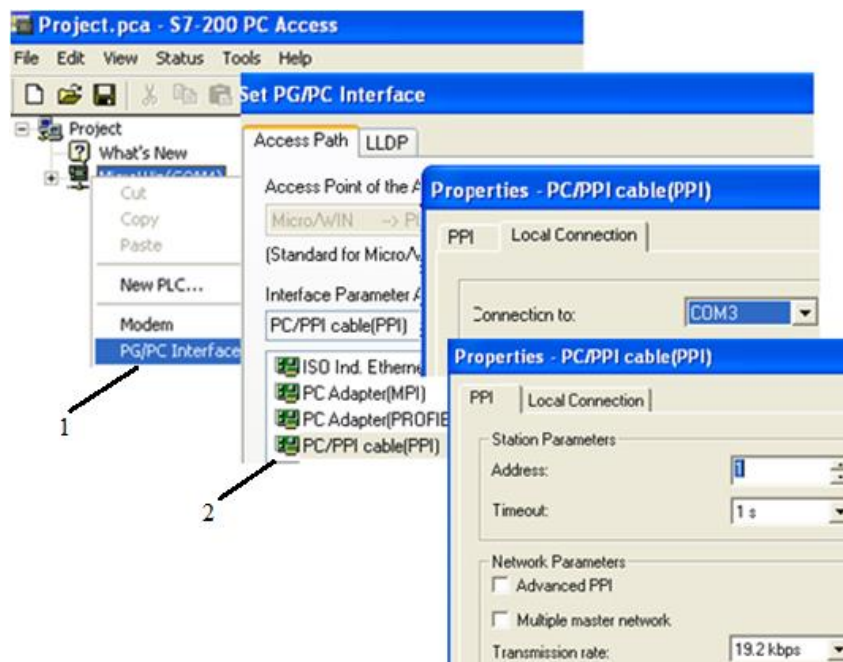 Project.pca - S7-200 PC Access
File Edit View Status Tools Help
Project
What's New
Cut
Copy
Paste
New PLC...
Modem
PG/PC Interface
1
Set PG/PC Interface
Access Path LLDP
Access Point of the A
Micro/WIN -> P
(Standard for Micro/W
Interface Parameter A
PC/PPI cable(PPI)
ISO Ind. Etherne
PC Adapter(MPI)
PC Adapter(PROFIE
PC/PPI cable(PPI)
2
Properties - PC/PPI cable(PPI)
PPI Local Connection
Connection to: COM3
Properties - PC/PPI cable(PPI)
PPI Local Connection
Station Parameters
Address: 1
Timeout: 1 s
Network Parameters
Advanced PPI
Multiple master network
Transmission rate: 19.2 kbps